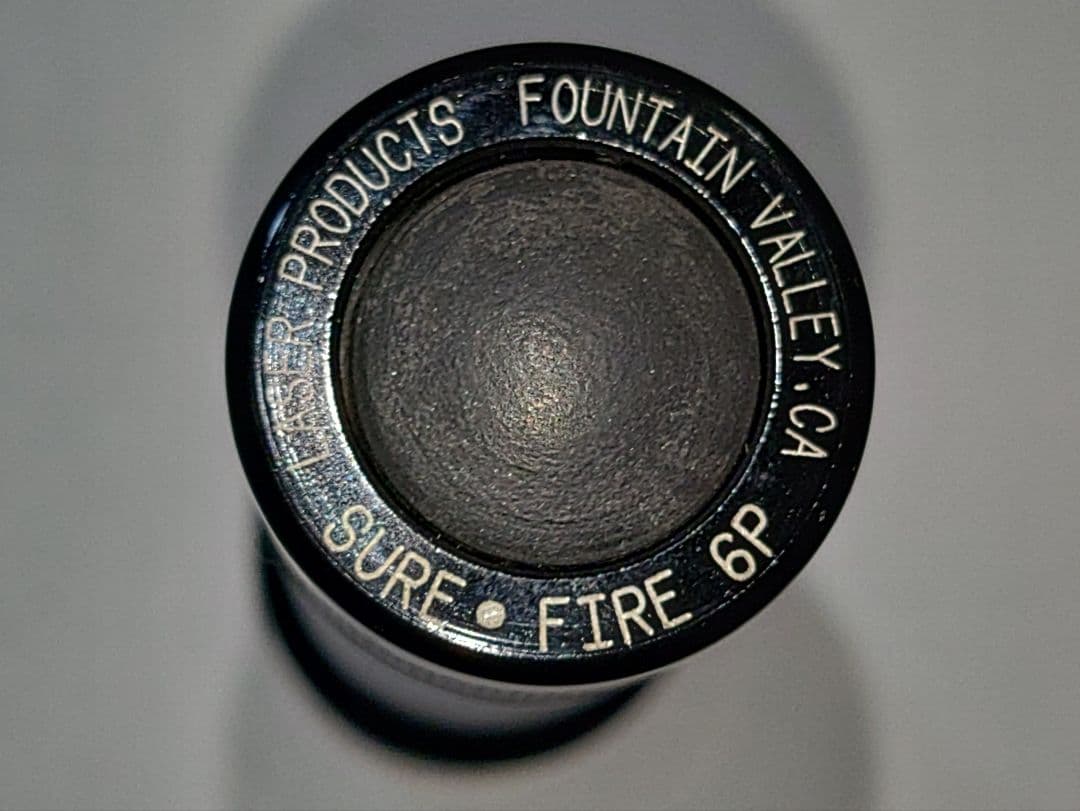 LASER PRODUCTS FOUNTAIN VALLEY, CA
SURE • FIRE 6P